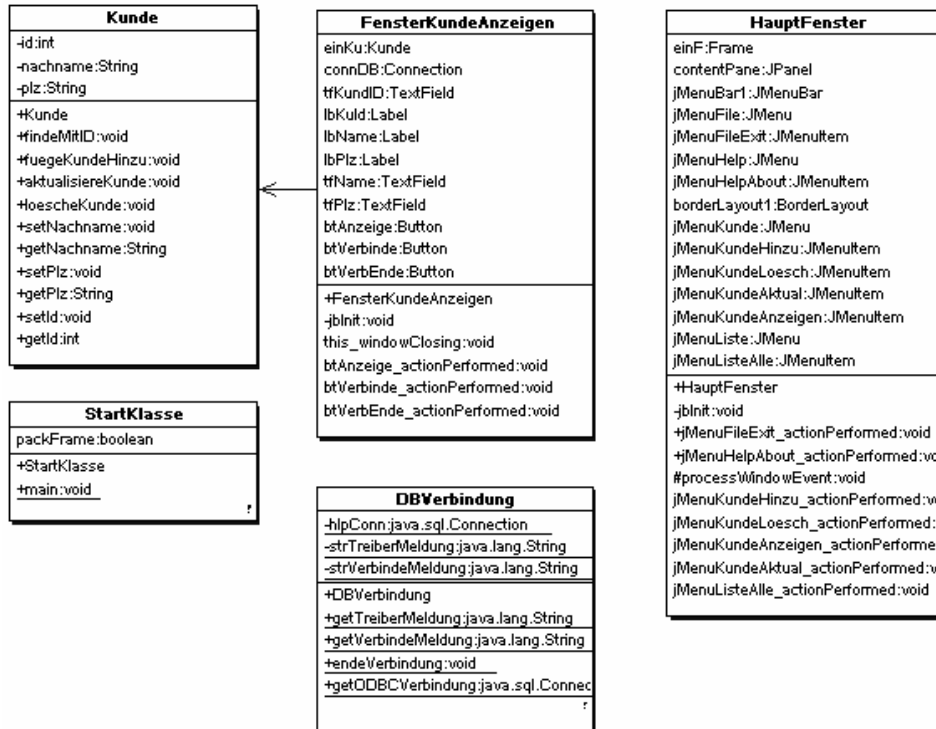 Kunde
-id:int
-nachname:String
-plz:String
+Kunde
+findeMitID:void
+fuegeKundeHinzu:void
+aktualisiereKunde:void
+loescheKunde:void
+setNachname:void
+getNachname:String
+setPlz:void
+getPlz:String
+setId:void
+getId:int
StartKlasse
packFrame:boolean
+StartKlasse
+main:void
FensterKundeAnzeigen
einKu:Kunde
connDB:Connection
tfKundID:TextField
lbKuId:Label
lbName:Label
lbPlz:Label
tfName:TextField
tfPlz:TextField
btAnzeige:Button
btVerbinde:Button
btVerbEnde:Button
+FensterKundeAnzeigen
-jbInit:void
this_windowClosing:void
btAnzeige_actionPerformed:void
btVerbinde_actionPerformed:void
btVerbEnde_actionPerformed:void
DBVerbindung
-hlpConn:java.sql.Connection
-strTreiberMeldung:java.lang.String
-strVerbindeMeldung:java.lang.String
+DBVerbindung
+getTreiberMeldung:java.lang.String
+getVerbindeMeldung:java.lang.String
+endeVerbindung:void
+getODBCVerbindung:java.sql.Connec
HauptFenster
einF:Frame
contentPane:JPanel
jMenuBar1:JMenuBar
jMenuFile:JMenu
jMenuFileExit:JMenuItem
jMenuHelp:JMenu
jMenuHelpAbout:JMenuItem
borderLayout1:BorderLayout
jMenuKunde:JMenu
jMenuKundeHinzu:JMenuItem
jMenuKundeLoesch:JMenuItem
jMenuKundeAktual:JMenuItem
jMenuKundeAnzeigen:JMenuItem
jMenuListe:JMenu
jMenuListeAlle:JMenuItem
+HauptFenster
-jbInit:void
+jMenuFileExit_actionPerformed:void
+jMenuHelpAbout_actionPerformed:vo
#processWindowEvent:void
jMenuKundeHinzu_actionPerformed:v
jMenuKundeLoesch_actionPerformed:
jMenuKundeAnzeigen_actionPerforme
jMenuKundeAktual_actionPerformed:v
jMenuListeAlle_actionPerformed:void